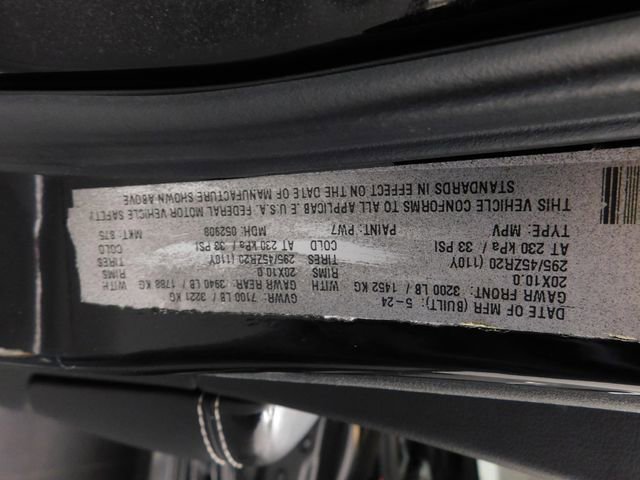 DATE OF MFR (BUILT): 5-24 GVWR: 7100 LB / 3221 KG
GAWR FRONT: 3200 LB / 1452 KG WITH GAWR REAR: 3940 LB / 1788 KG WITH
20X10.0 RIMS 20X10.0 RIMS
295/45ZR20 (110Y TIRES 295/45ZR20 (110Y TIRES
AT 230 kPa / 33 PSI COLD AT 230 kPa / 33 PSI COLD
TYPE: MPV PAINT: PW7 MDH: 052908 MKT: 875
THIS VEHICLE CONFORMS TO ALL APPLICAB E U.S.A. FEDERAL MOTOR VEHICLE SAFETY
STANDARDS IN EFFECT ON THE DATE OF MANUFACTURE SHOWN ABOVE